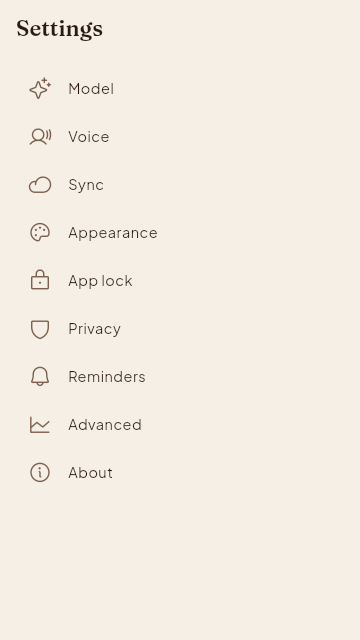 Settings
Model
Voice
Sync
Appearance
App lock
Privacy
Reminders
Advanced
About